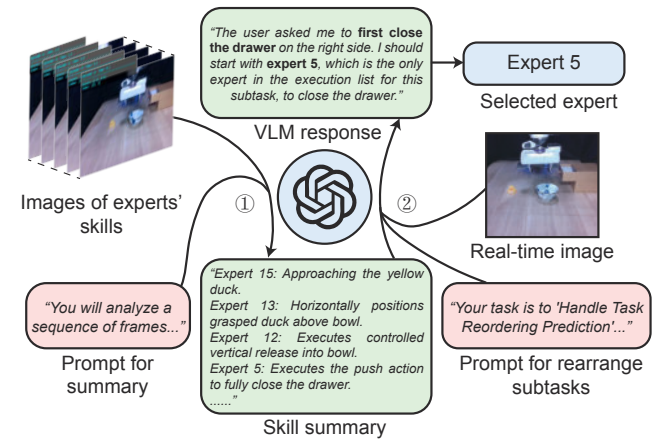 “The user asked me to first close
the drawer on the right side. I should
start with expert 5, which is the only
expert in the execution list for this
subtask, to close the drawer.”
VLM response
Expert 5
Selected expert
Images of experts’
skills
①
②
Real-time image
“You will analyze a
sequence of frames...”
Prompt for
summary
“Expert 15: Approaching the yellow
duck.
Expert 13: Horizontally positions
grasped duck above bowl.
Expert 12: Executes controlled
vertical release into bowl.
Expert 5: Executes the push action
to fully close the drawer.
......”
Skill summary
“Your task is to 'Handle Task
Reordering Prediction'...”
Prompt for rearrange
subtasks